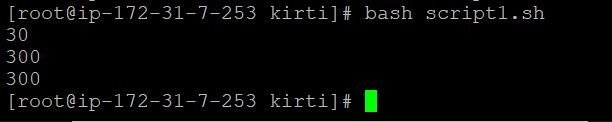 [root@ip-172-31-7-253 kirti]# bash script1.sh
30
300
300
[root@ip-172-31-7-253 kirti]#